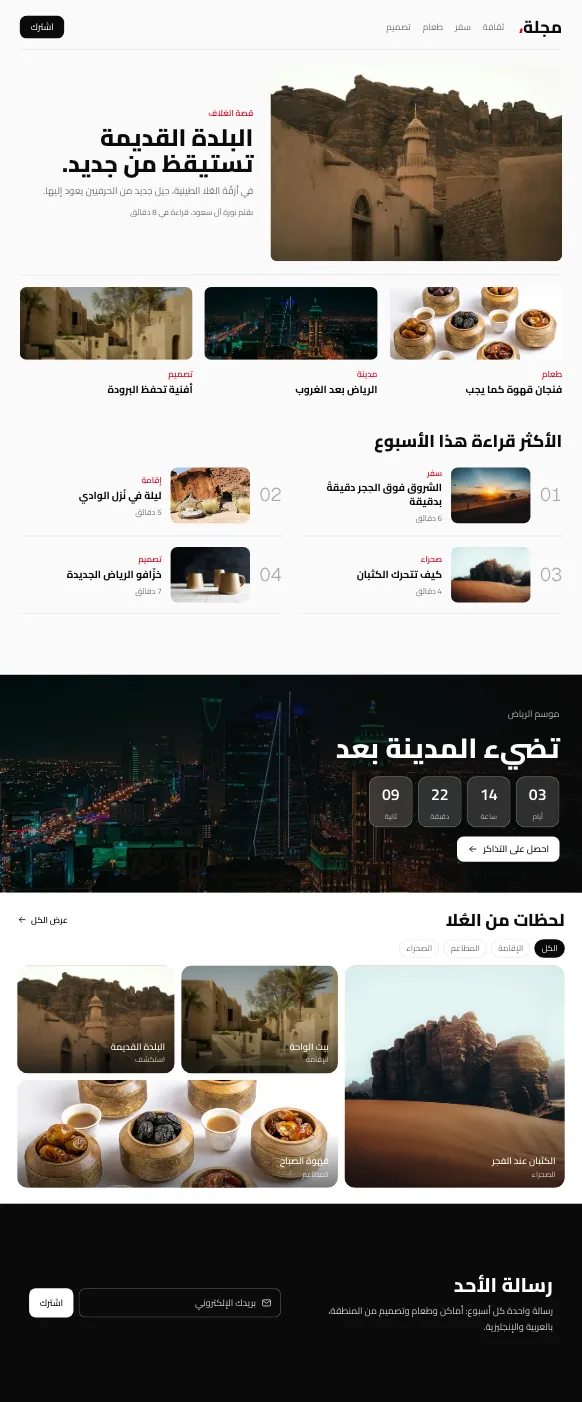 مجلة،
ثقافة
سفر
طعام
تصميم
اشترك
قصة الغلاف
البلدة القديمة
تستيقظ من جديد.
في أزقّة العُلا الطينية، جيل جديد من الحرفيين يعود إليها.
بقلم نورة آل سعود، قراءة في 8 دقائق
طعام
فنجان قهوة كما يجب
مدينة
الرياض بعد الغروب
تصميم
أفنية تحفظ البرودة
الأكثر قراءة هذا الأسبوع
01
سفر
الشروق فوق الحِجر دقيقةً
بدقيقة
6 دقائق
02
إقامة
ليلة في نُزل الوادي
5 دقائق
03
صحراء
كيف تتحرك الكثبان
4 دقائق
04
تصميم
خزّافو الرياض الجديدة
7 دقائق
موسم الرياض
تضيء المدينة بعد
03
أيام
14
ساعة
22
دقيقة
09
ثانية
احصل على التذاكر ←
لحظات من العُلا
عرض الكل ←
الكل
الإقامة
المطاعم
الصحراء
الكثبان عند الفجر
الصحراء
بيت الواحة
الإقامة
البلدة القديمة
استكشف
قهوة الصباح
المطاعم
رسالة الأحد
رسالة واحدة كل أسبوع: أماكن وطعام وتصميم من المنطقة،
بالعربية والإنجليزية.
بريدك الإلكتروني
اشترك